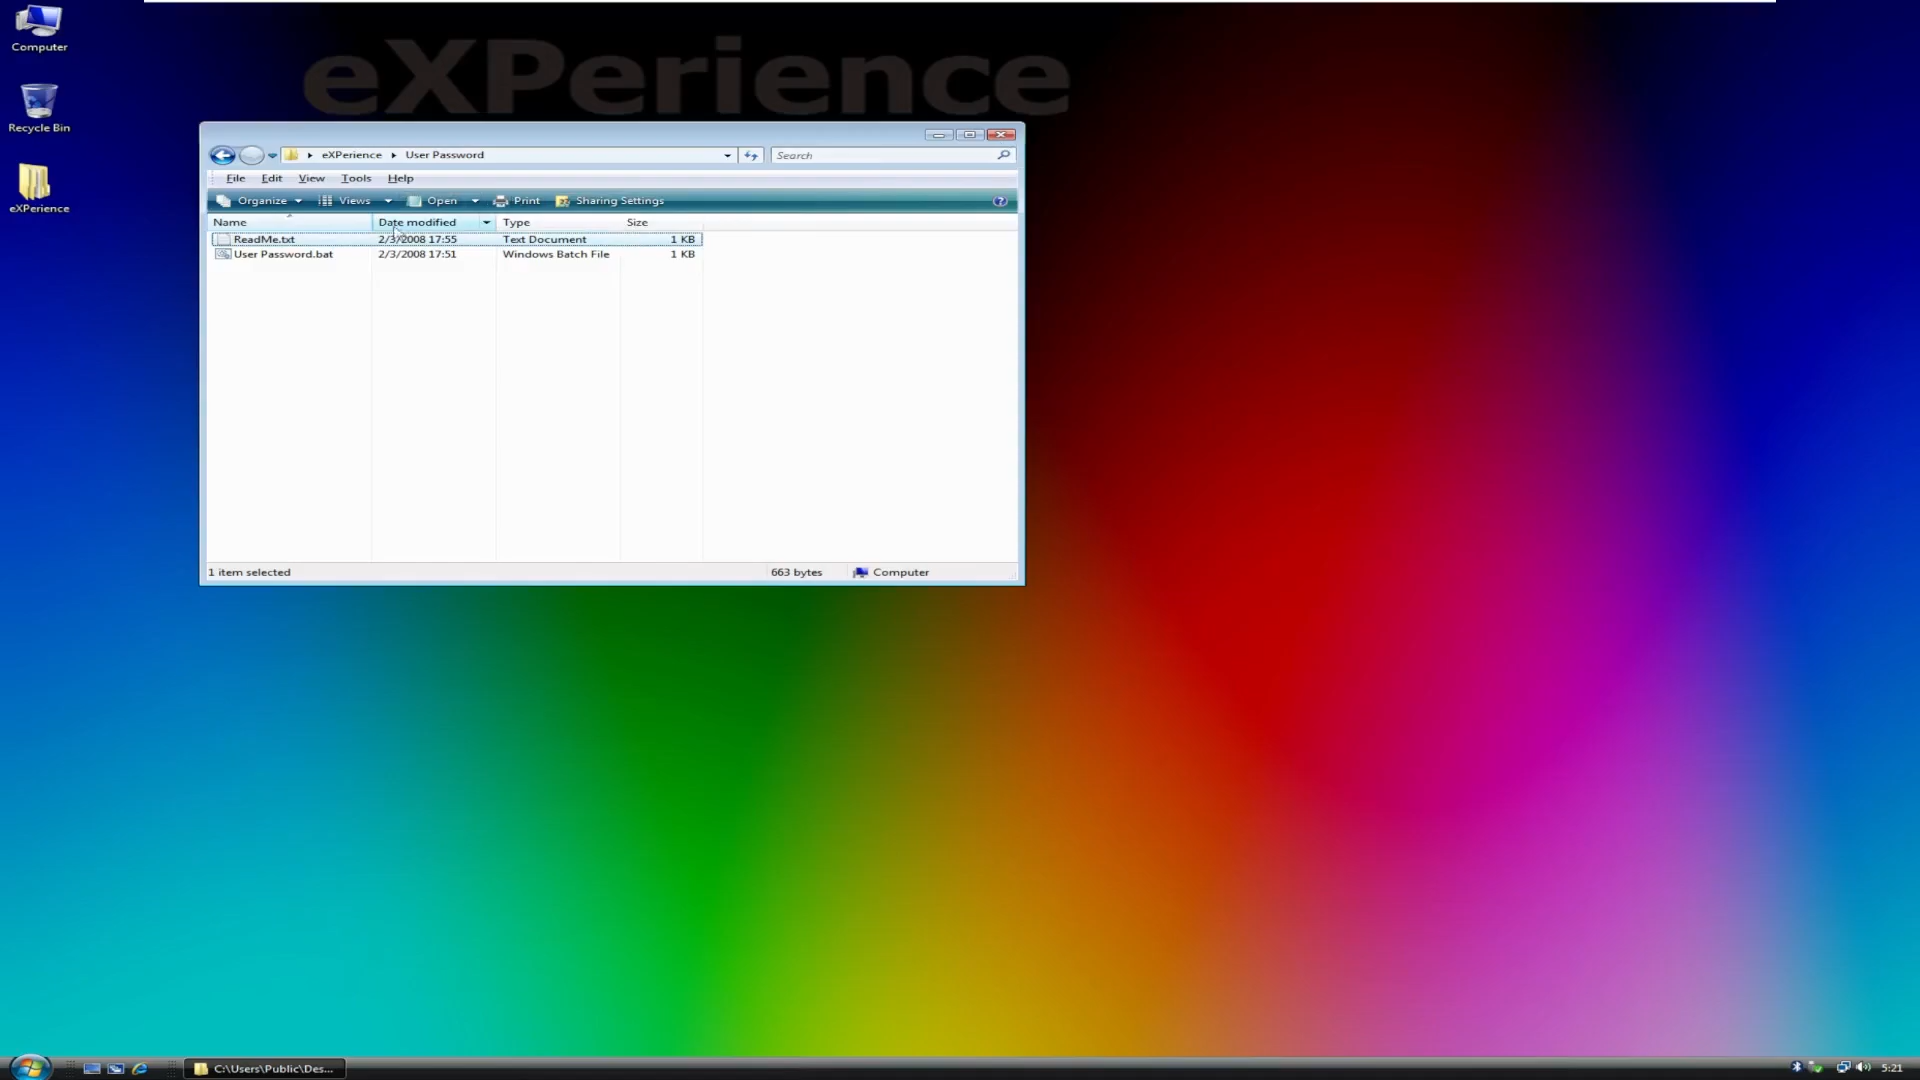 Computer
Recycle Bin
eXPerience
eXPerience
eXPerience User Password
Search
File Edit View Tools Help
Organize Views Open Print Sharing Settings
Name Date modified Type Size
ReadMe.txt 2/3/2008 17:55 Text Document 1 KB
User Password.bat 2/3/2008 17:51 Windows Batch File 1 KB
1 item selected 663 bytes Computer
C:\Users\Public\Des... 5:21